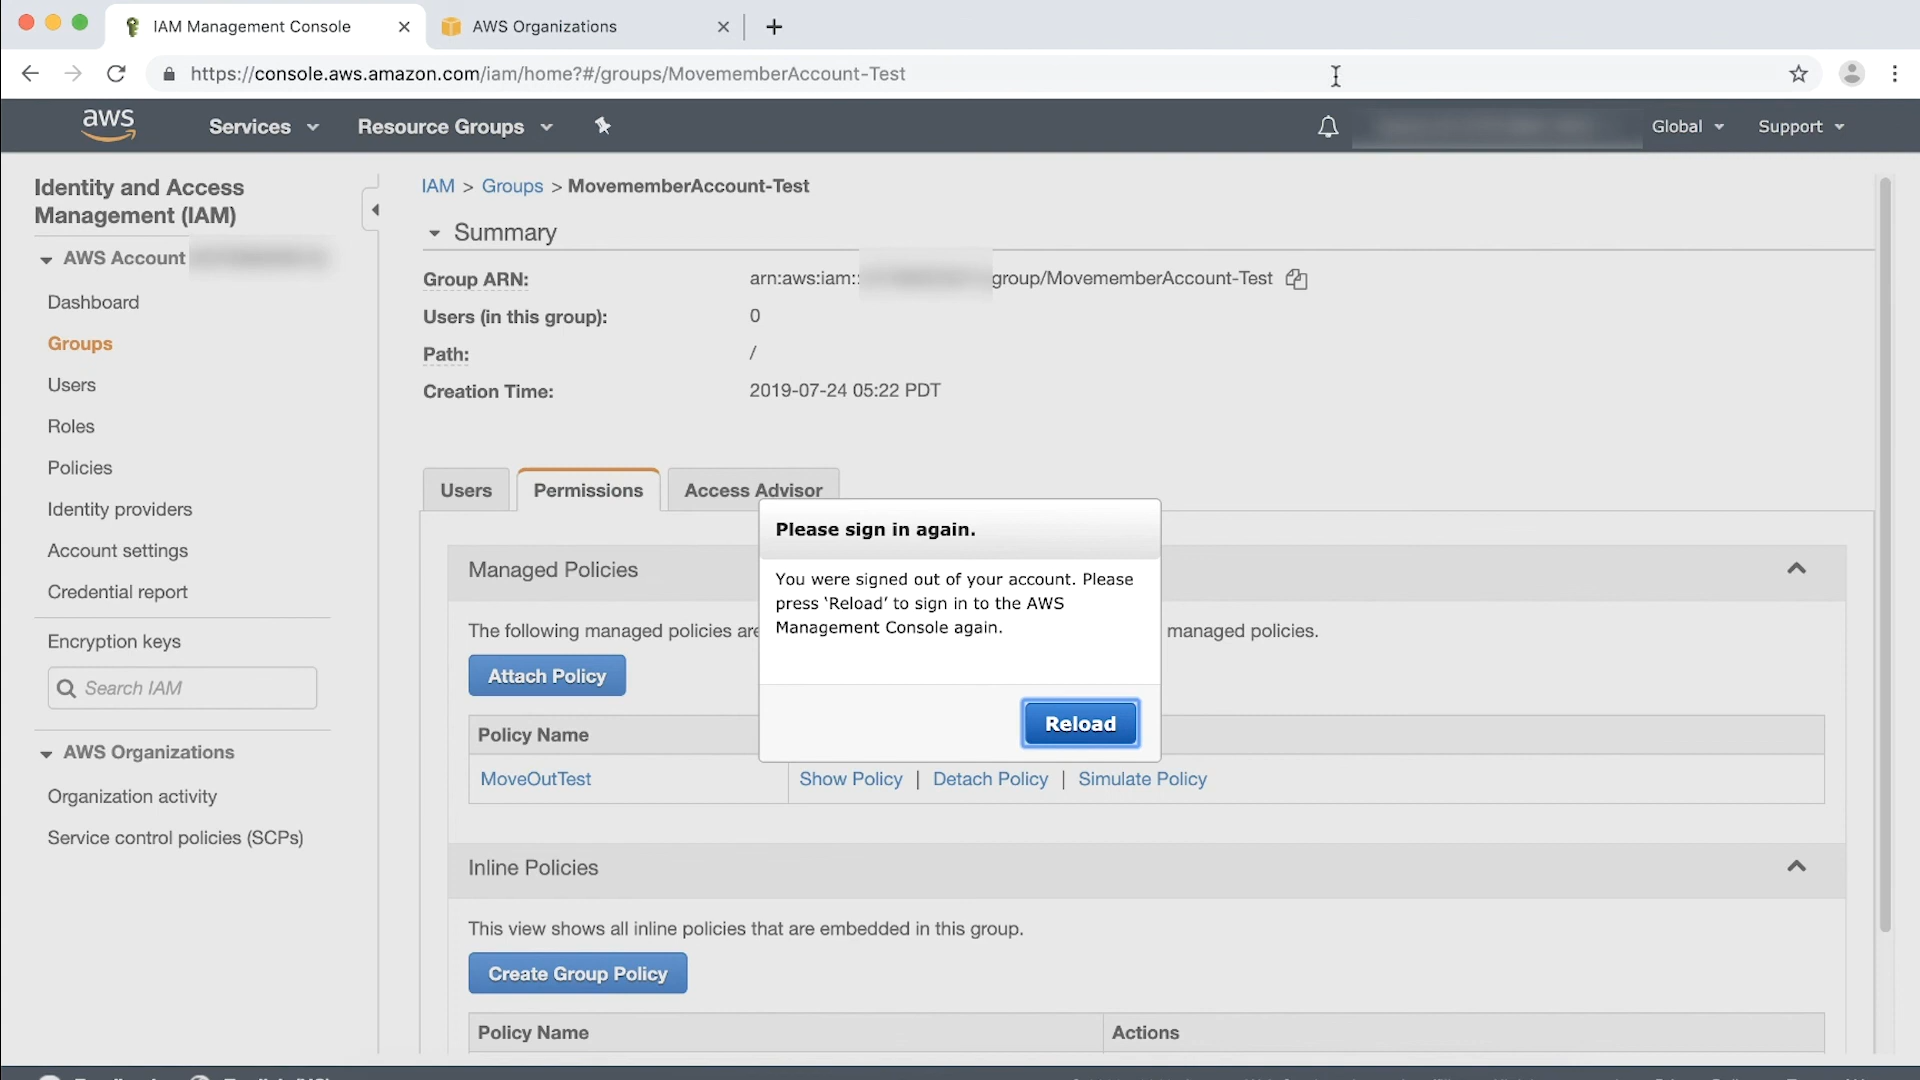 IAM Management Console
AWS Organizations
https://console.aws.amazon.com/iam/home?#/groups/MovememberAccount-Test
aws
Services
Resource Groups
Global
Support
Identity and Access
Management (IAM)
AWS Account
Dashboard
Groups
Users
Roles
Policies
Identity providers
Account settings
Credential report
Encryption keys
Search IAM
AWS Organizations
Organization activity
Service control policies (SCPs)
IAM > Groups > MovememberAccount-Test
Summary
Group ARN: arn:aws:iam:: group/MovememberAccount-Test
Users (in this group): 0
Path: /
Creation Time: 2019-07-24 05:22 PDT
Users
Permissions
Access Advisor
Managed Policies
The following managed policies are managed policies.
Attach Policy
Policy Name
MoveOutTest
Show Policy | Detach Policy | Simulate Policy
Please sign in again.
You were signed out of your account. Please
press ‘Reload’ to sign in to the AWS
Management Console again.
Reload
Inline Policies
This view shows all inline policies that are embedded in this group.
Create Group Policy
Policy Name
Actions